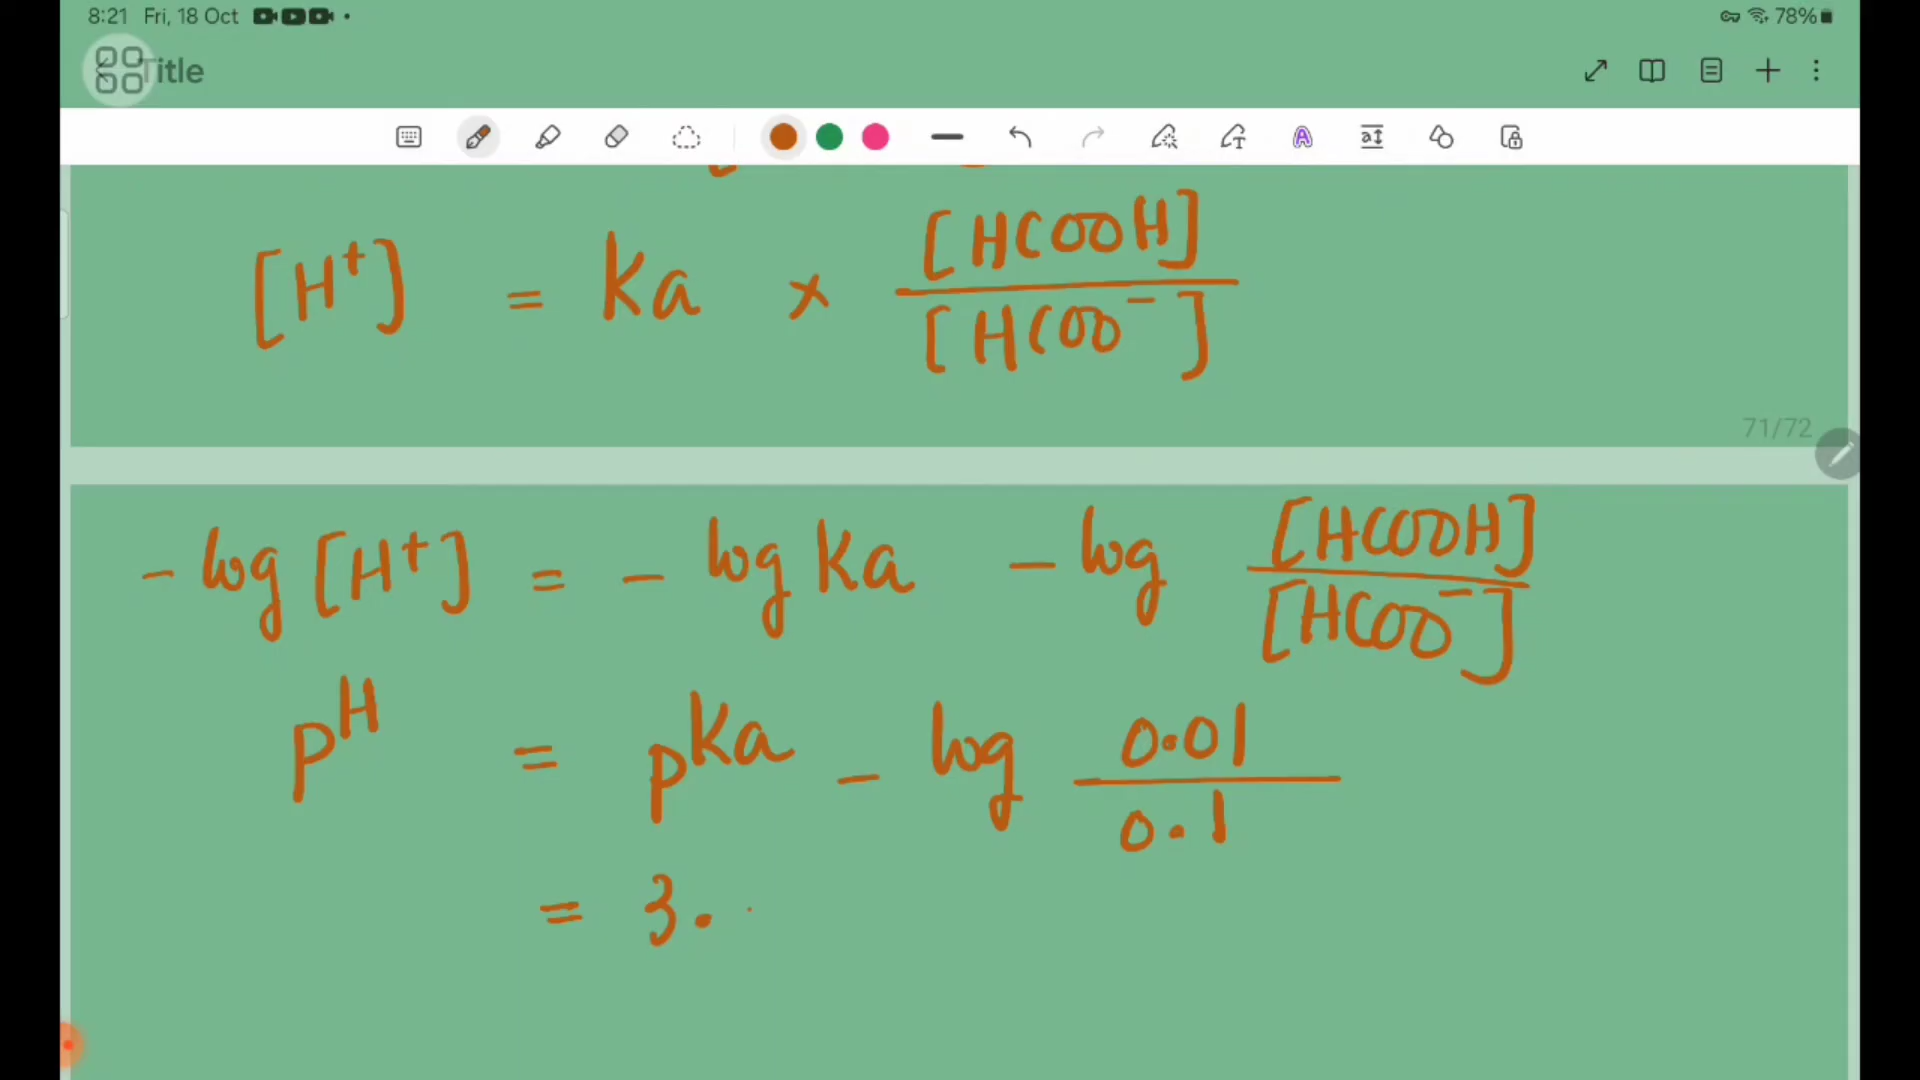 8:21 Fri, 18 Oct 78%
Title
[H⁺] = Ka × [HCOOH] / [HCOO⁻]
71/72
- log [H⁺] = - log Ka - log [HCOOH] / [HCOO⁻]
pH = pKa - log 0.01 / 0.1
= 3.